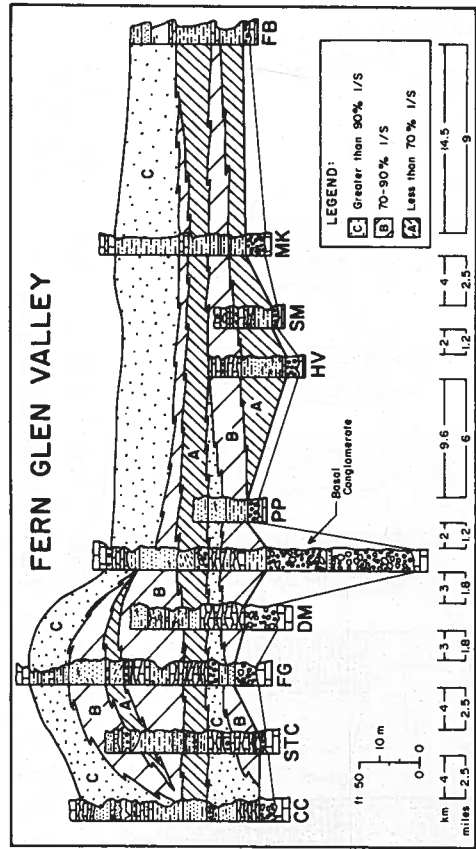 FERN GLEN VALLEY
C
C
C
B
B
B
A
A
A
B
C
B
CC
STC
FG
DM
PP
HV
SM
MK
FB
Basal
Conglomerate
LEGEND:
C Greater than 90% I/S
B 70-90% I/S
A Less than 70% I/S
ft 50
10 m
0 0
km 4 4 3 3 2 9.6 2 4 14.5
miles 2.5 2.5 1.8 1.8 1.2 6 1.2 2.5 9